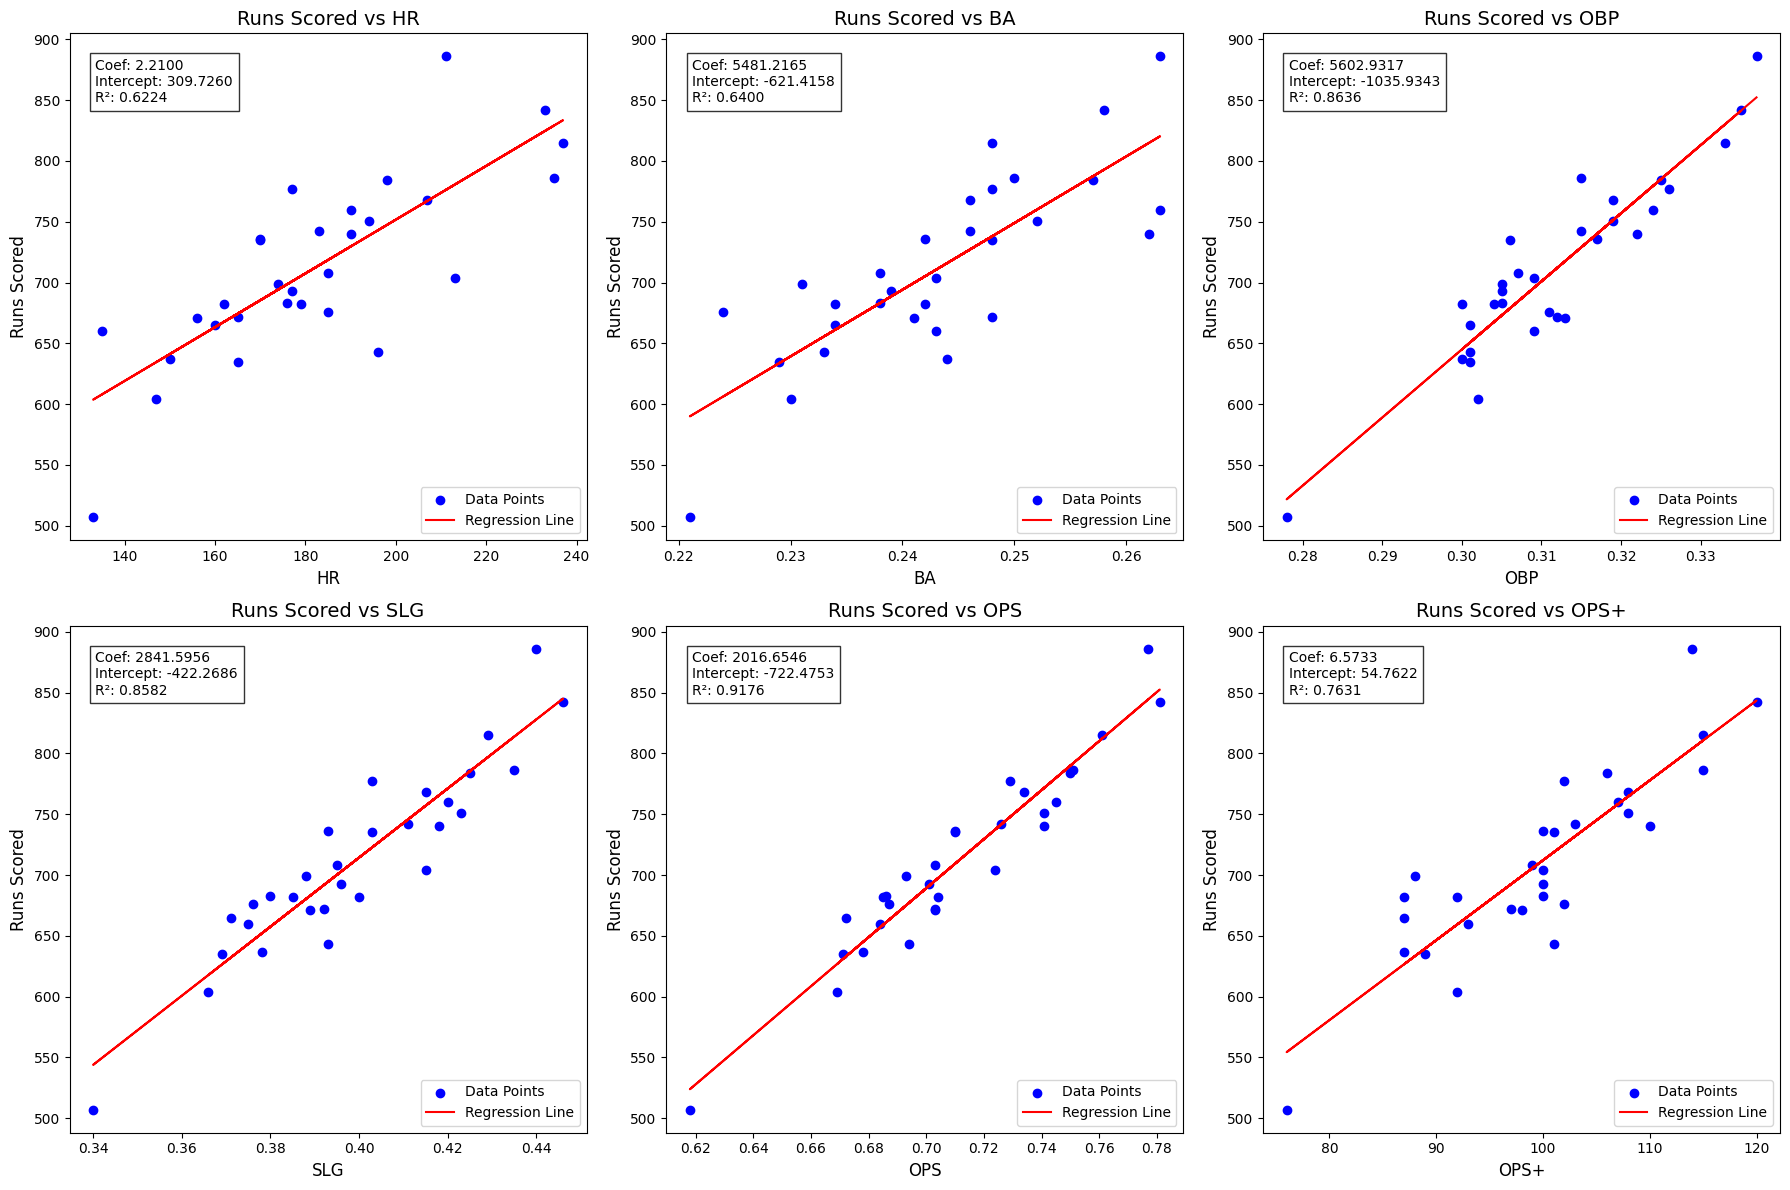 Runs Scored vs HR
Coef: 2.2100
Intercept: 309.7260
R²: 0.6224
900
850
800
750
700
650
600
550
500
Runs Scored
Data Points
Regression Line
140 160 180 200 220 240
HR
Runs Scored vs BA
Coef: 5481.2165
Intercept: -621.4158
R²: 0.6400
900
850
800
750
700
650
600
550
500
Runs Scored
Data Points
Regression Line
0.22 0.23 0.24 0.25 0.26
BA
Runs Scored vs OBP
Coef: 5602.9317
Intercept: -1035.9343
R²: 0.8636
900
850
800
750
700
650
600
550
500
Runs Scored
Data Points
Regression Line
0.28 0.29 0.30 0.31 0.32 0.33
OBP
Runs Scored vs SLG
Coef: 2841.5956
Intercept: -422.2686
R²: 0.8582
900
850
800
750
700
650
600
550
500
Runs Scored
Data Points
Regression Line
0.34 0.36 0.38 0.40 0.42 0.44
SLG
Runs Scored vs OPS
Coef: 2016.6546
Intercept: -722.4753
R²: 0.9176
900
850
800
750
700
650
600
550
500
Runs Scored
Data Points
Regression Line
0.62 0.64 0.66 0.68 0.70 0.72 0.74 0.76 0.78
OPS
Runs Scored vs OPS+
Coef: 6.5733
Intercept: 54.7622
R²: 0.7631
900
850
800
750
700
650
600
550
500
Runs Scored
Data Points
Regression Line
80 90 100 110 120
OPS+